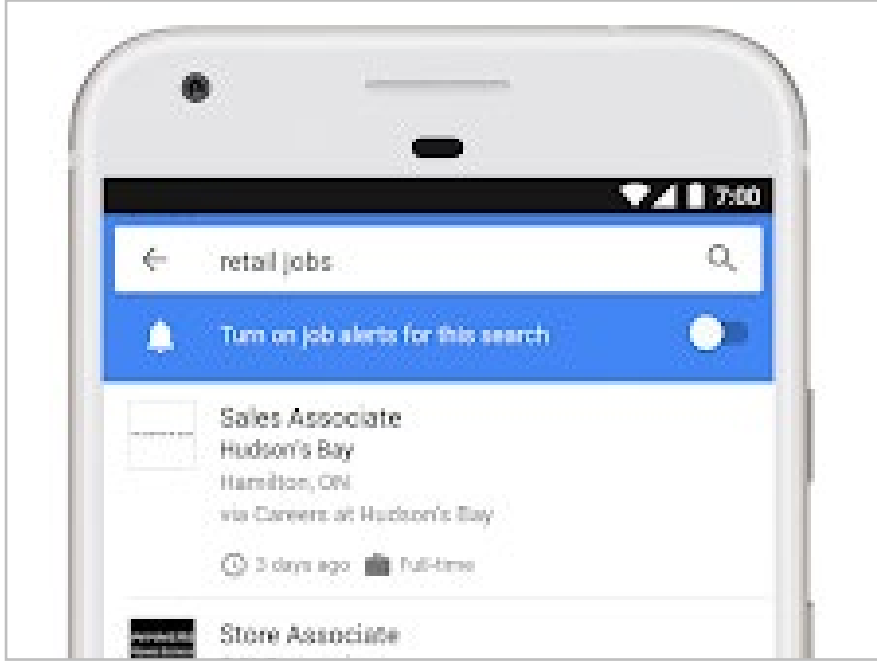 7:00
retail jobs
Turn on job alerts for this search
Sales Associate
Hudson's Bay
Hamilton, ON
via Careers at Hudson's Bay
3 days ago Full-time
Store Associate